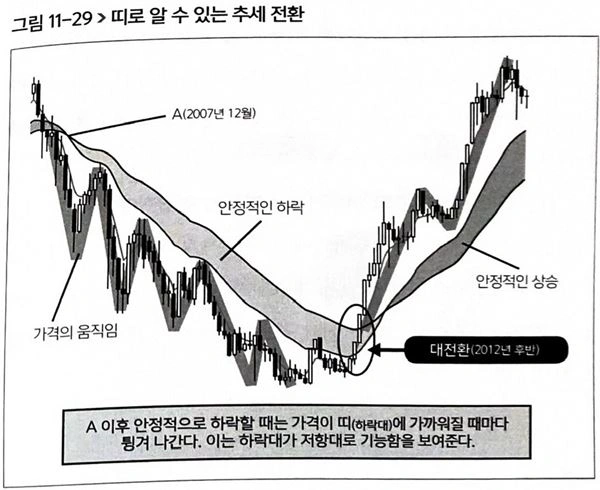 그림 11-29 > 띠로 알 수 있는 추세 전환
A(2007년 12월)
안정적인 하락
안정적인 상승
가격의 움직임
대전환(2012년 후반)
A 이후 안정적으로 하락할 때는 가격이 띠(하락대)에 가까워질 때마다
튕겨 나간다. 이는 하락대가 저항대로 기능함을 보여준다.